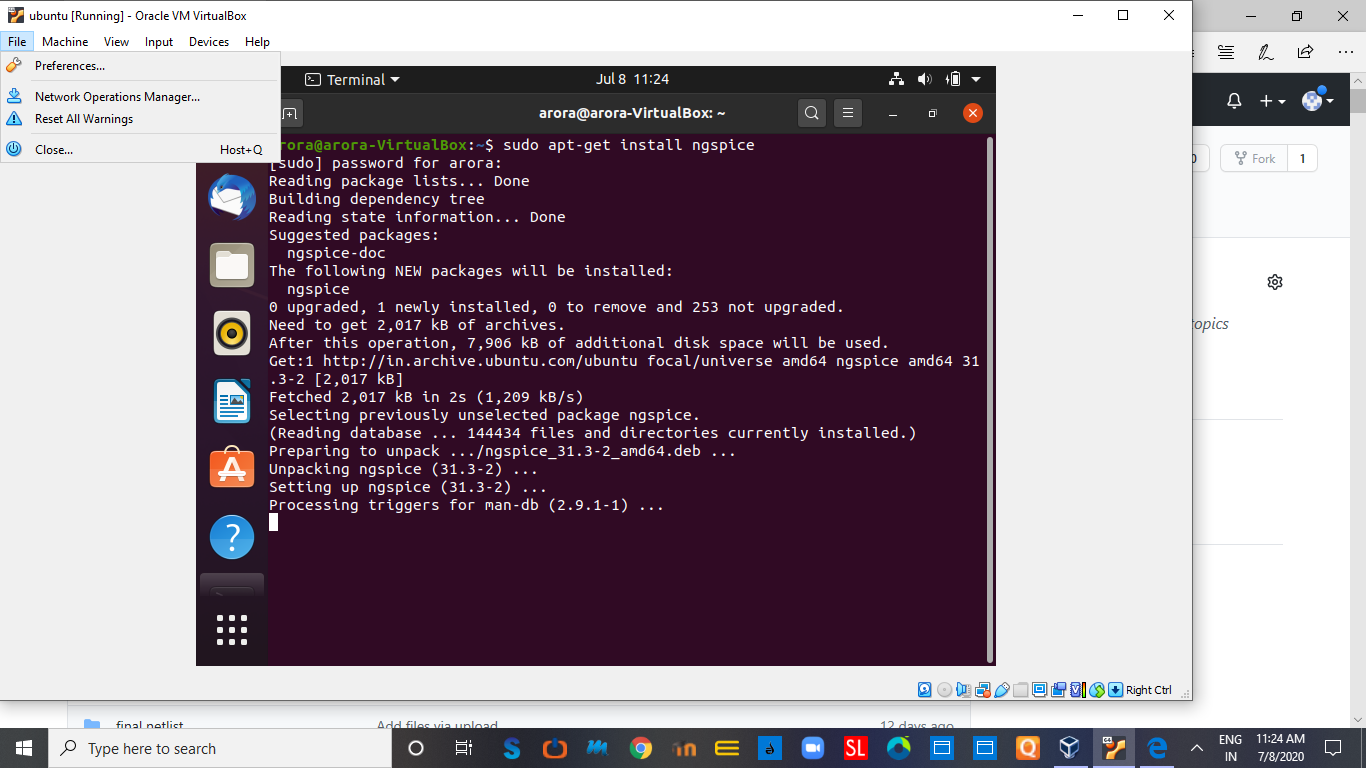 ubuntu [Running] - Oracle VM VirtualBox
File Machine View Input Devices Help
Preferences...
Network Operations Manager...
Reset All Warnings
Close... Host+Q
Terminal
Jul 8 11:24
arora@arora-VirtualBox: ~
arora@arora-VirtualBox:~$ sudo apt-get install ngspice
[sudo] password for arora:
Reading package lists... Done
Building dependency tree
Reading state information... Done
Suggested packages:
ngspice-doc
The following NEW packages will be installed:
ngspice
0 upgraded, 1 newly installed, 0 to remove and 253 not upgraded.
Need to get 2,017 kB of archives.
After this operation, 7,906 kB of additional disk space will be used.
Get:1 http://in.archive.ubuntu.com/ubuntu focal/universe amd64 ngspice amd64 31
.3-2 [2,017 kB]
Fetched 2,017 kB in 2s (1,209 kB/s)
Selecting previously unselected package ngspice.
(Reading database ... 144434 files and directories currently installed.)
Preparing to unpack .../ngspice_31.3-2_amd64.deb ...
Unpacking ngspice (31.3-2) ...
Setting up ngspice (31.3-2) ...
Processing triggers for man-db (2.9.1-1) ...
Right Ctrl
0 Fork 1
topics
final netlist Add files via upload 12 days ago
Type here to search
SL
ENG
IN
11:24 AM
7/8/2020